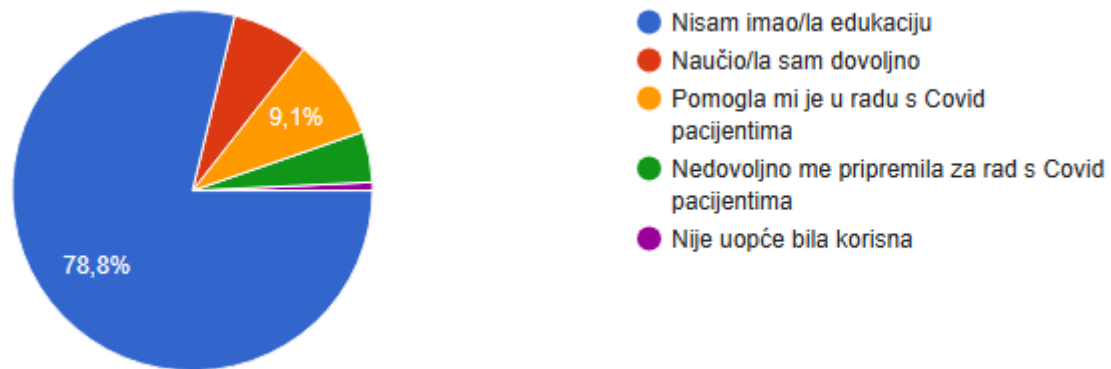 Nisam imao/la edukaciju
Naučio/la sam dovoljno
Pomogla mi je u radu s Covid
pacijentima
Nedovoljno me pripremila za rad s Covid
pacijentima
Nije uopće bila korisna
9,1%
78,8%